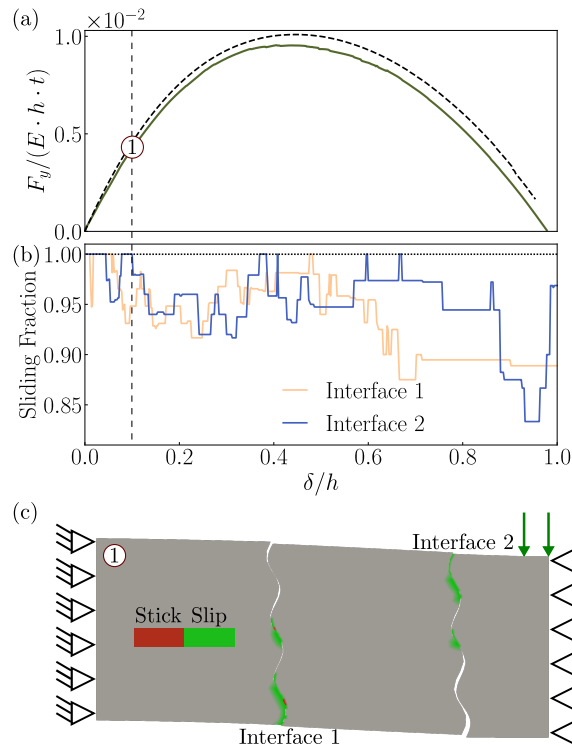 (a)
×10⁻²
1.0
0.5
0.0
F_y/(E · h · t)
1
(b)
1.00
0.95
0.90
0.85
Sliding Fraction
Interface 1
Interface 2
0.0 0.2 0.4 0.6 0.8 1.0
δ/h
(c)
1
Interface 2
Stick Slip
Interface 1